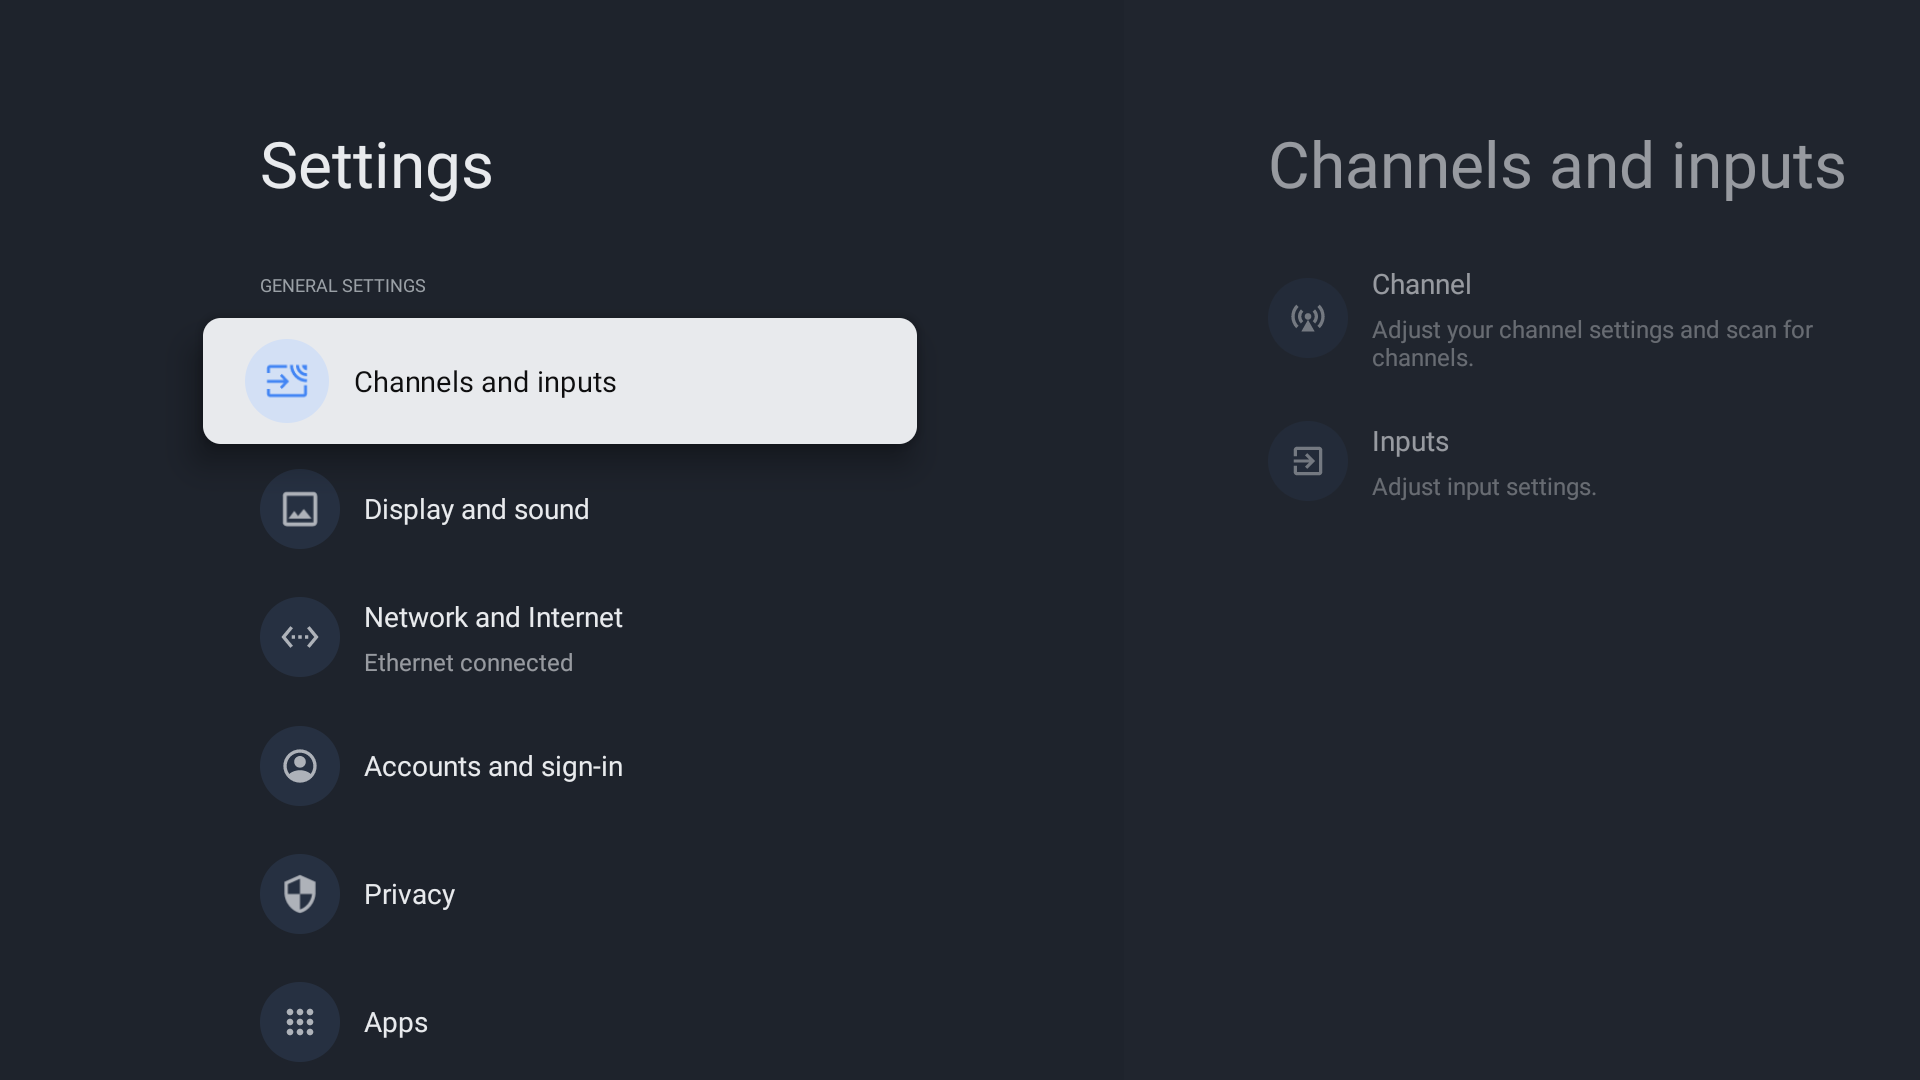 Settings
GENERAL SETTINGS
Channels and inputs
Display and sound
Network and Internet
Ethernet connected
Accounts and sign-in
Privacy
Apps
Channels and inputs
Channel
Adjust your channel settings and scan for
channels.
Inputs
Adjust input settings.